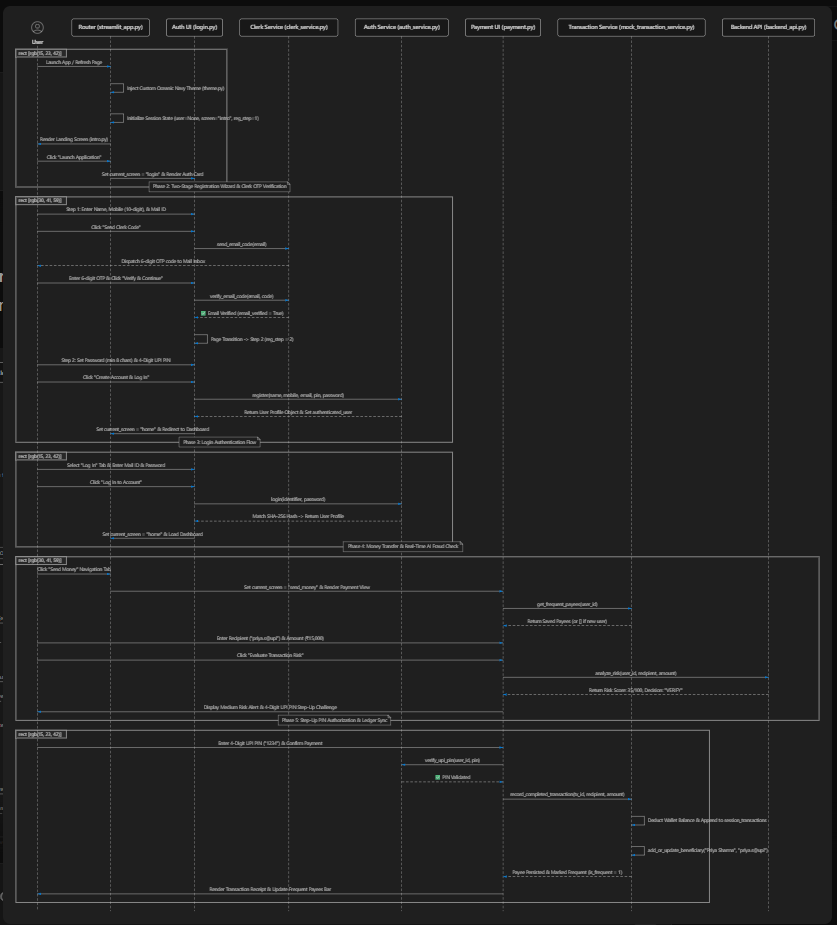 Router (streamlit_app.py)
Auth UI (login.py)
Clerk Service (clerk_service.py)
Auth Service (auth_service.py)
Payment UI (payment.py)
Transaction Service (mock_transaction_service.py)
Backend API (backend_api.py)
User
rect [rgb(15, 23, 42)]
Launch App / Refresh Page
Inject Custom Oceanic Navy Theme (theme.py)
Initialize Session State (user=None, screen="intro", reg_step=1)
Render Landing Screen (intro.py)
Click "Launch Application"
Set current_screen = "login" & Render Auth Card
Phase 2: Two-Stage Registration Wizard & Clerk OTP Verification
rect [rgb(30, 41, 59)]
Step 1: Enter Name, Mobile (10-digit), & Mail ID
Click "Send Clerk Code"
send_email_code(email)
Dispatch 6-digit OTP code to Mail Inbox
Enter 6-digit OTP & Click "Verify & Continue"
verify_email_code(email, code)
✅ Email Verified (email_verified = True)
Page Transition -> Step 2 (reg_step = 2)
Step 2: Set Password (min 8 chars) & 4-Digit UPI PIN
Click "Create Account & Log In"
register(name, mobile, email, pin, password)
Return User Profile Object & Set authenticated_user
Set current_screen = "home" & Redirect to Dashboard
Phase 3: Login Authentication Flow
rect [rgb(15, 23, 42)]
Select "Log In" Tab & Enter Mail ID & Password
Click "Log In to Account"
login(identifier, password)
Match SHA-256 Hash -> Return User Profile
Set current_screen = "home" & Load Dashboard
Phase 4: Money Transfer & Real-Time AI Fraud Check
rect [rgb(30, 41, 59)]
Click "Send Money" Navigation Tab
Set current_screen = "send_money" & Render Payment View
get_frequent_payees(user_id)
Return Saved Payees (or [] if new user)
Enter Recipient ("priya.r@upi") & Amount (₹15,000)
Click "Evaluate Transaction Risk"
analyze_risk(user_id, recipient, amount)
Return Risk Score: 35/100, Decision: "VERIFY"
Display Medium Risk Alert & 4-Digit UPI PIN Step-Up Challenge
Phase 5: Step-Up PIN Authorization & Ledger Sync
rect [rgb(15, 23, 42)]
Enter 4-Digit UPI PIN ("1234") & Confirm Payment
verify_upi_pin(user_id, pin)
✅ PIN Validated
record_completed_transaction(tx_id, recipient, amount)
Deduct Wallet Balance & Append to session_transactions
add_or_update_beneficiary("Priya Sharma", "priya.r@upi")
Payee Persisted & Marked Frequent (is_frequent = 1)
Render Transaction Receipt & Update Frequent Payee Bar